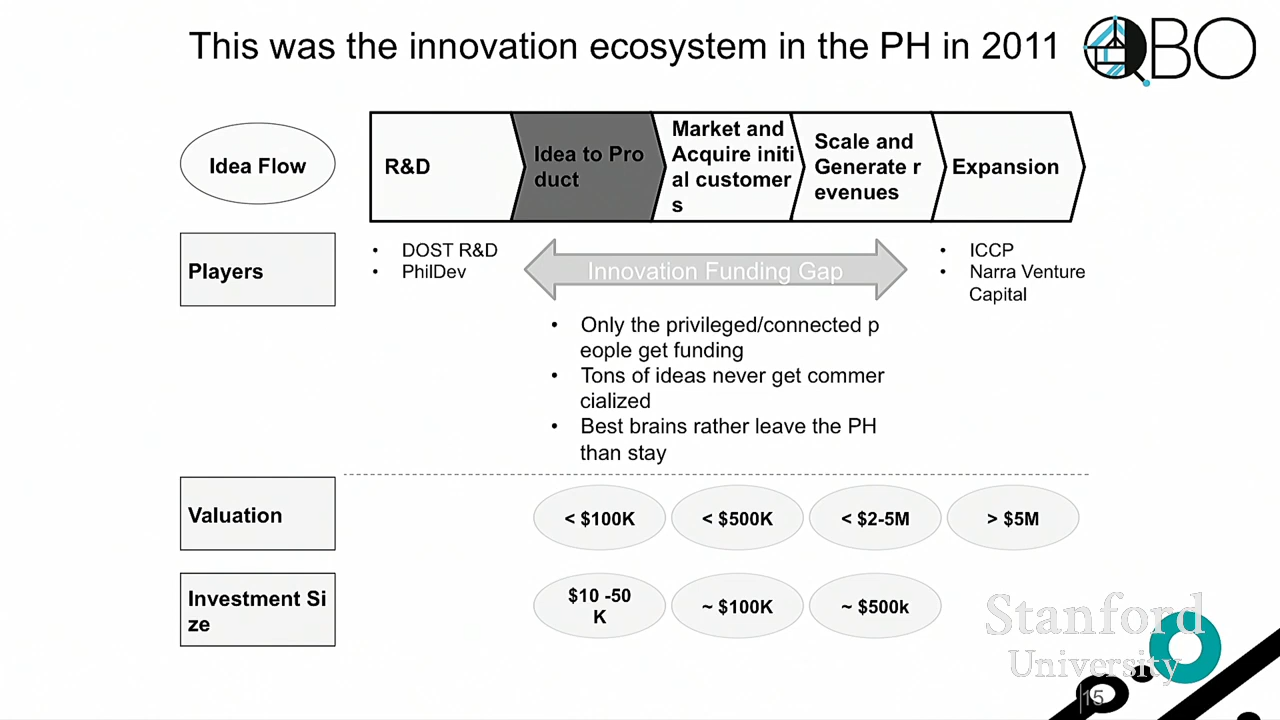 This was the innovation ecosystem in the PH in 2011
QBO
Idea Flow
R&D
Idea to Pro
duct
Market and
Acquire initi
al customer
s
Scale and
Generate r
evenues
Expansion
Players
• DOST R&D
• PhilDev
Innovation Funding Gap
• ICCP
• Narra Venture
Capital
• Only the privileged/connected p
eople get funding
• Tons of ideas never get commer
cialized
• Best brains rather leave the PH
than stay
Valuation
< $100K
< $500K
< $2-5M
> $5M
Investment Si
ze
$10 -50
K
~ $100K
~ $500k
Stanford
University
15